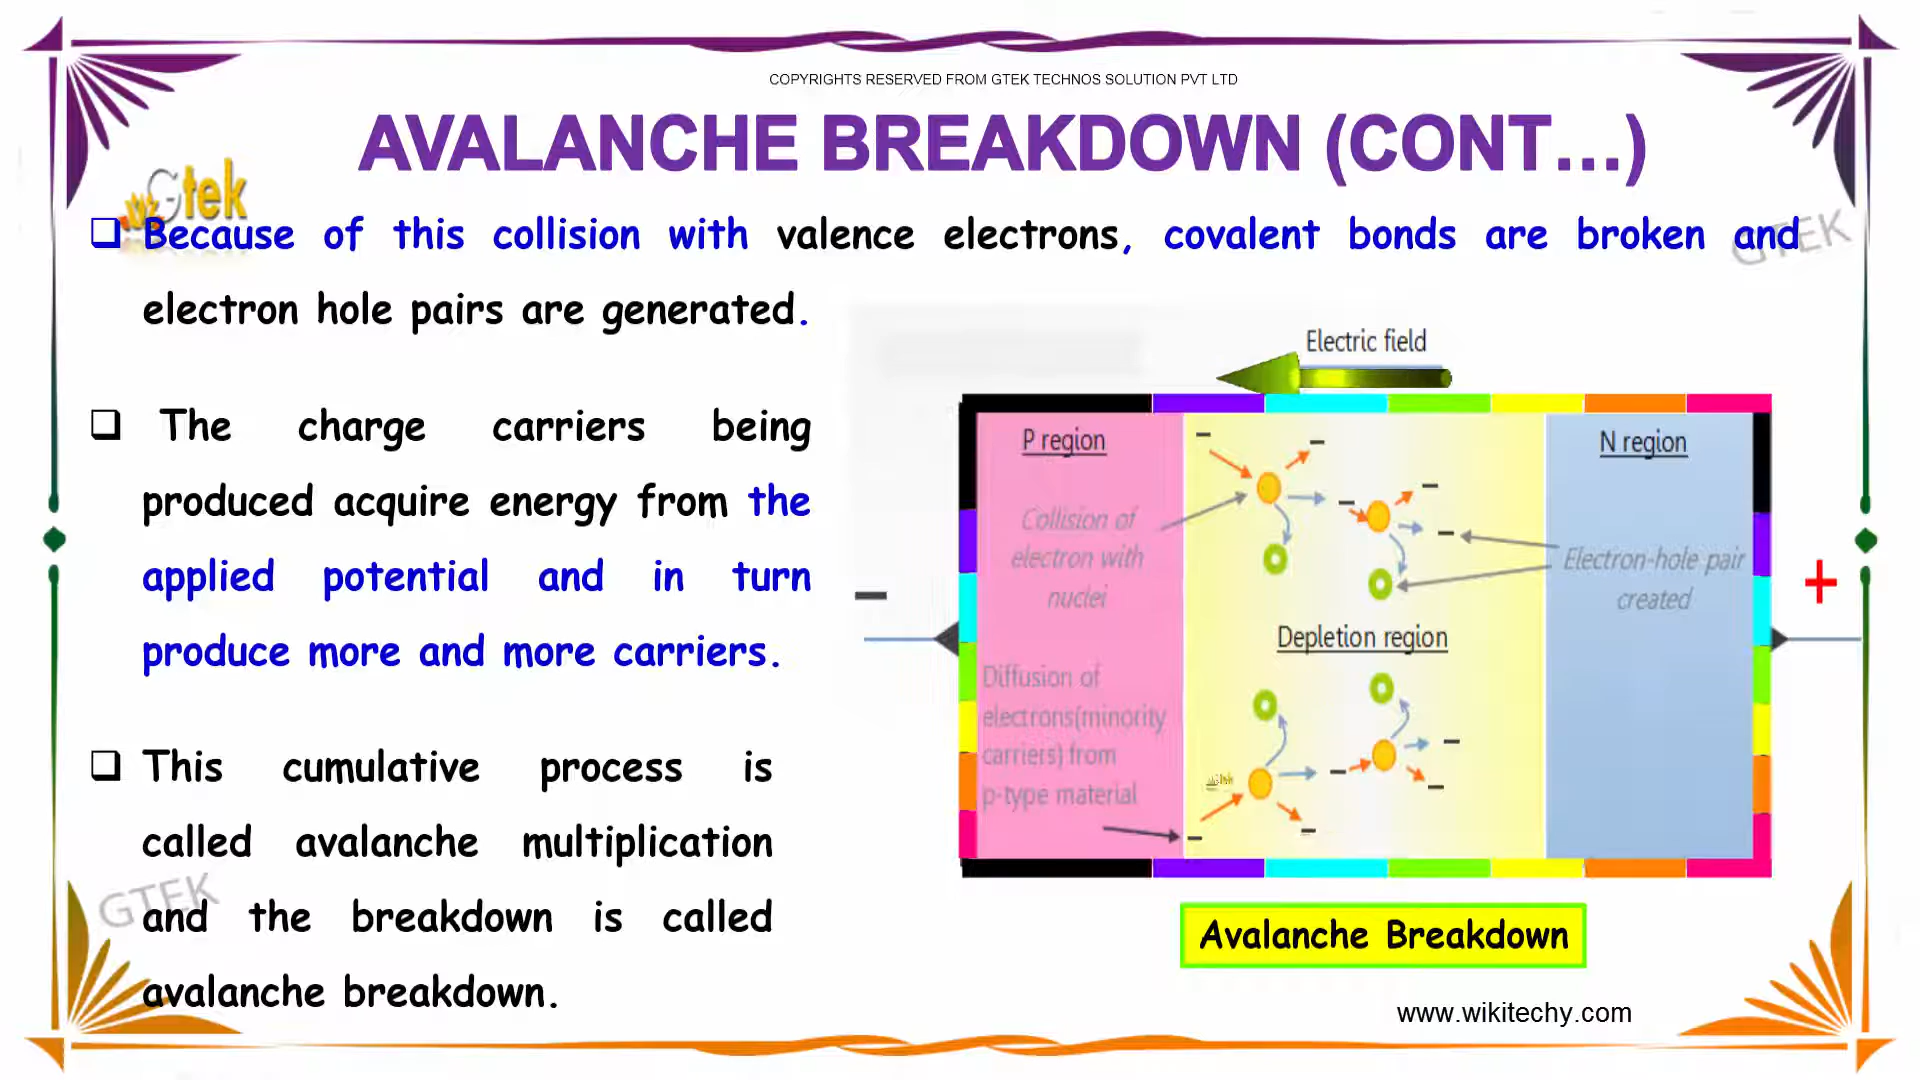 COPYRIGHTS RESERVED FROM GTEK TECHNOS SOLUTION PVT LTD
AVALANCHE BREAKDOWN (CONT...)
Gtek
Because of this collision with valence electrons, covalent bonds are broken and
GTEK
electron hole pairs are generated.
The charge carriers being
produced acquire energy from the
applied potential and in turn
produce more and more carriers.
This cumulative process is
called avalanche multiplication
and the breakdown is called
avalanche breakdown.
GTEK
Electric field
P region
N region
Collision of
electron with
nuclei
Electron-hole pair
created
−
+
Depletion region
Diffusion of
electrons(minority
carriers) from
p-type material
Gtek
Avalanche Breakdown
www.wikitechy.com